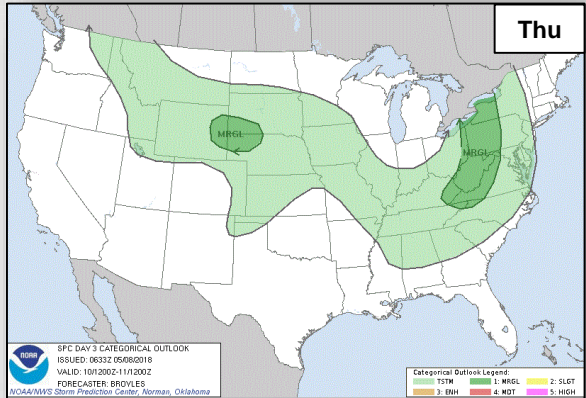 Thu
MRGL
MRGL
noaa
SPC DAY 3 CATEGORICAL OUTLOOK
ISSUED: 0633Z 05/08/2018
VALID: 10/1200Z-11/1200Z
FORECASTER: BROYLES
NOAA/NWS Storm Prediction Center, Norman, Oklahoma
Categorical Outlook Legend:
TSTM 1: MRGL 2: SLGT
3: ENH 4: MDT 5: HIGH